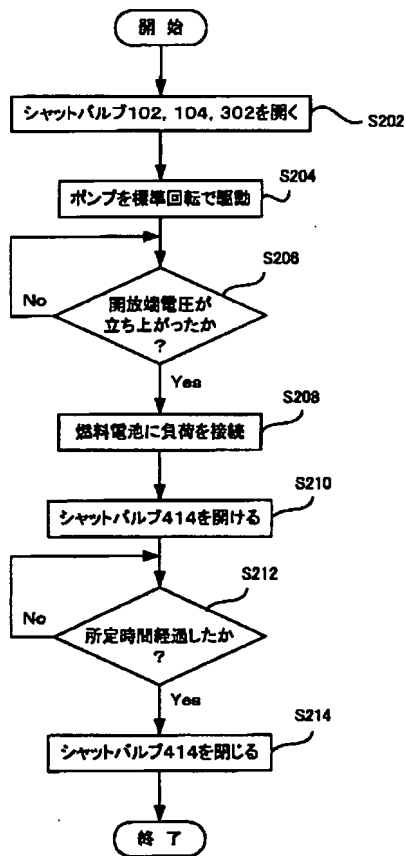 開 始
シャットバルブ102, 104, 302を開く
S202
S204
ポンプを標準回転で駆動
S206
No
開放端電圧が
立ち上がったか
?
Yes
S208
燃料電池に負荷を接続
S210
シャットバルブ414を開ける
S212
No
所定時間経過したか
?
Yes
S214
シャットバルブ414を閉じる
終 了